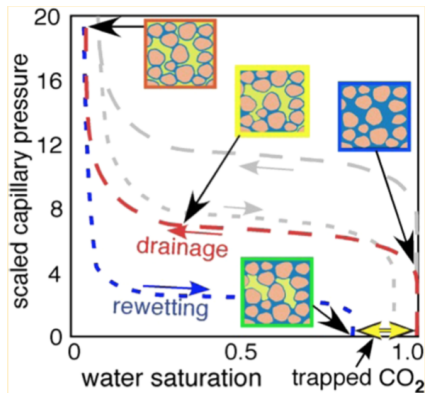 scaled capillary pressure
20
16
12
8
4
0
drainage
rewetting
0
0.5
1.0
water saturation
trapped CO₂